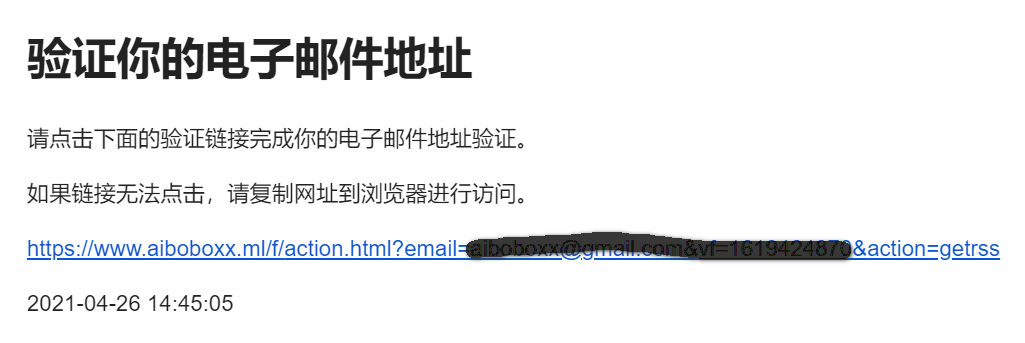 验证你的电子邮件地址
请点击下面的验证链接完成你的电子邮件地址验证。
如果链接无法点击，请复制网址到浏览器进行访问。
https://www.aiboboxx.ml/f/action.html?email= &action=getrss
2021-04-26 14:45:05